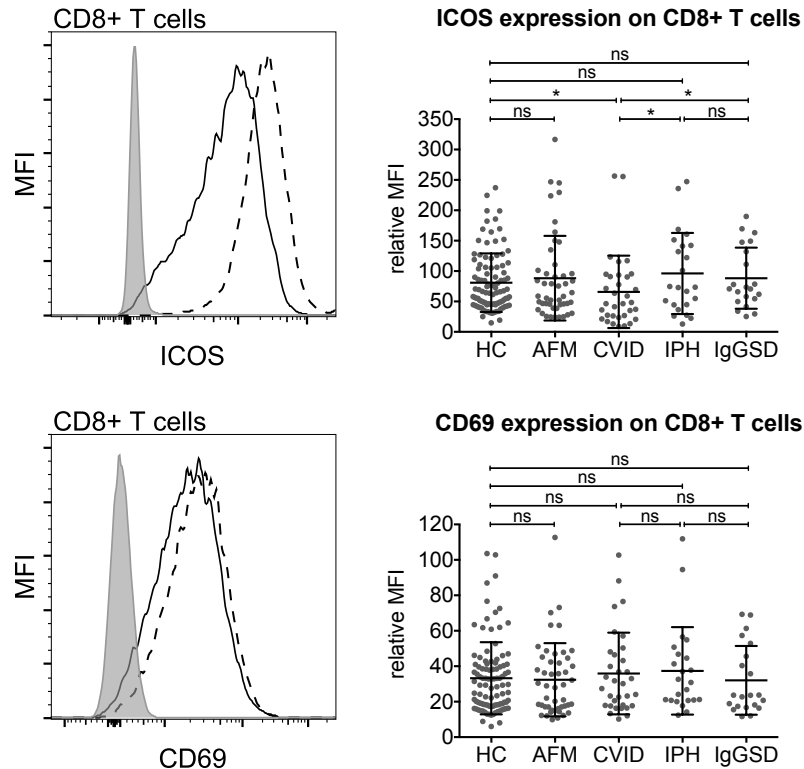 CD8+ T cells
MFI
ICOS
ICOS expression on CD8+ T cells
ns
ns
* *
ns * ns
relative MFI
350
300
250
200
150
100
50
0
HC AFM CVID IPH IgGSD
CD8+ T cells
MFI
CD69
CD69 expression on CD8+ T cells
ns
ns
ns ns
ns ns ns
relative MFI
120
100
80
60
40
20
0
HC AFM CVID IPH IgGSD